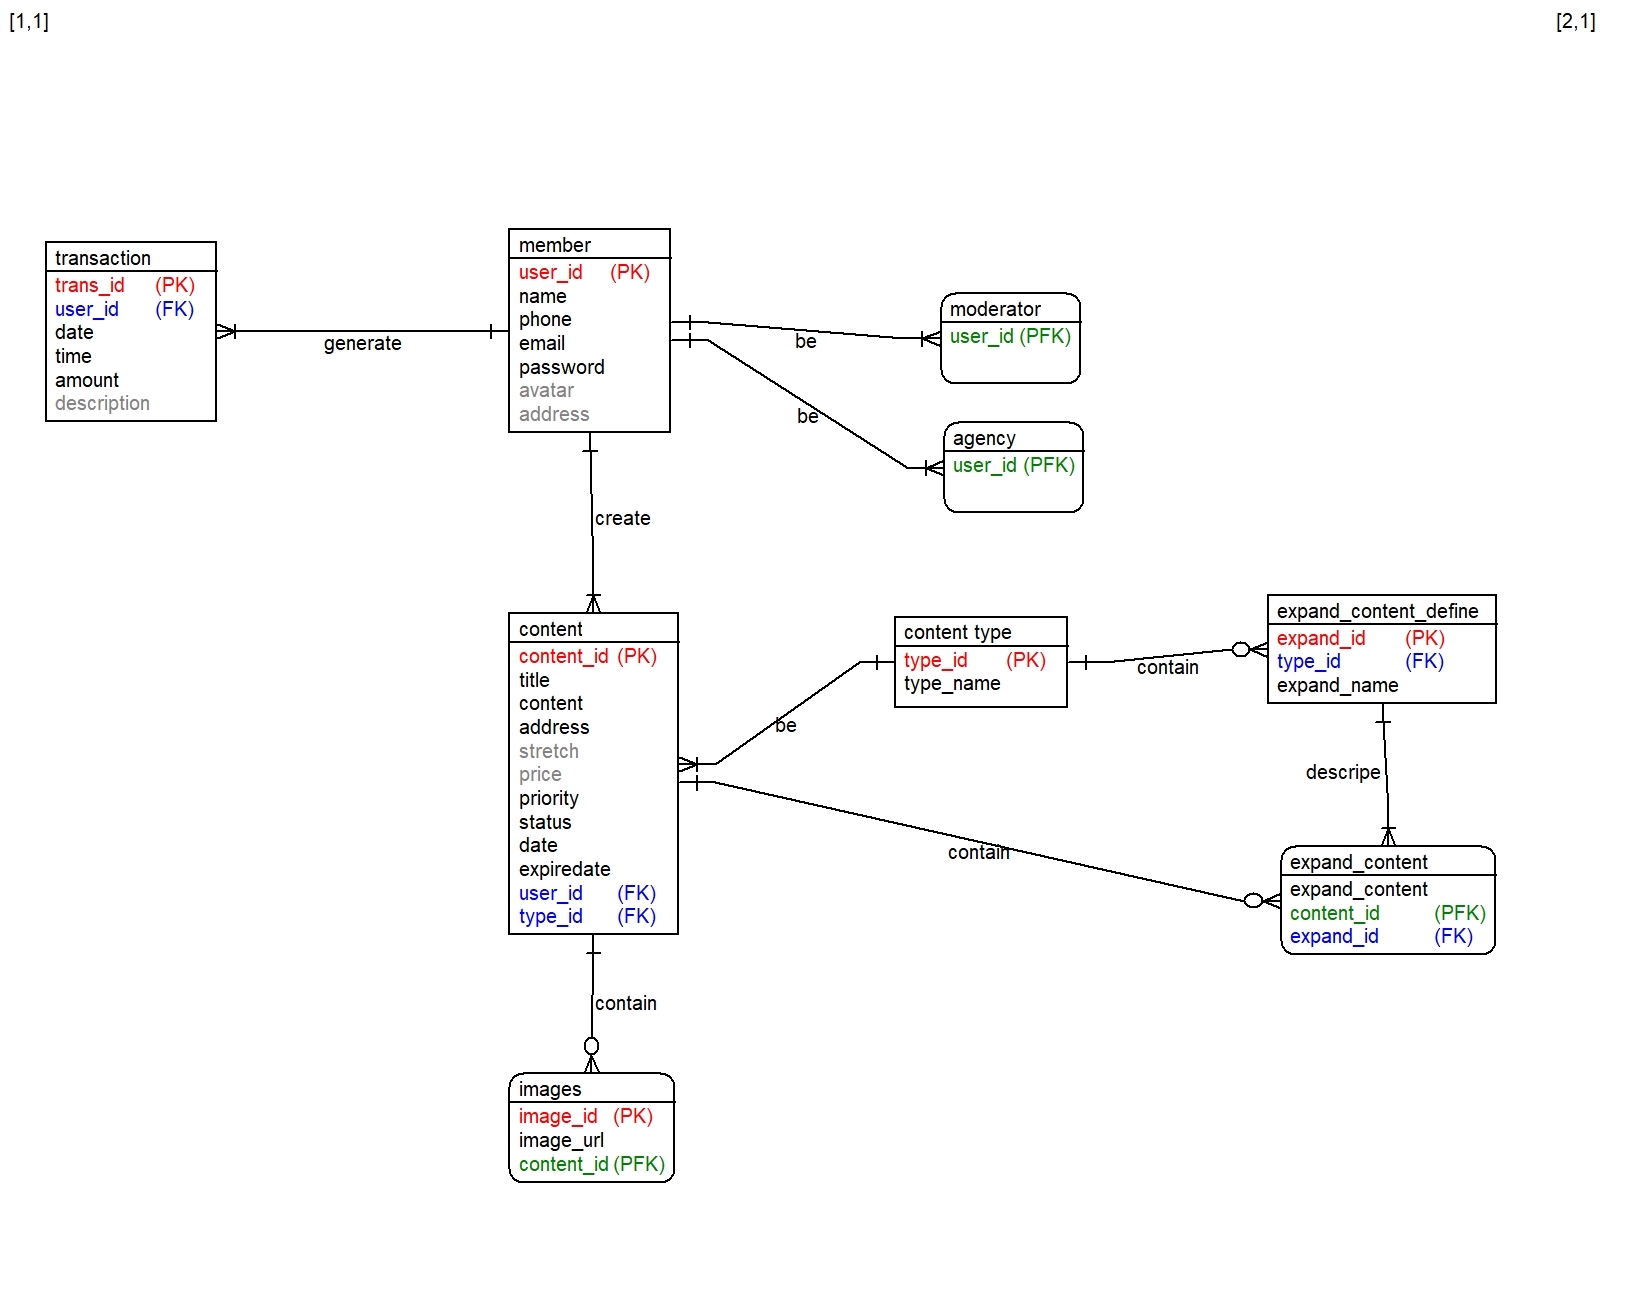 [1,1]
[2,1]
transaction
trans_id (PK)
user_id (FK)
date
time
amount
description
generate
member
user_id (PK)
name
phone
email
password
avatar
address
be
moderator
user_id (PFK)
be
agency
user_id (PFK)
create
content
content_id (PK)
title
content
address
stretch
price
priority
status
date
expiredate
user_id (FK)
type_id (FK)
be
content type
type_id (PK)
type_name
contain
expand_content_define
expand_id (PK)
type_id (FK)
expand_name
descripe
contain
expand_content
expand_content
content_id (PFK)
expand_id (FK)
contain
images
image_id (PK)
image_url
content_id (PFK)